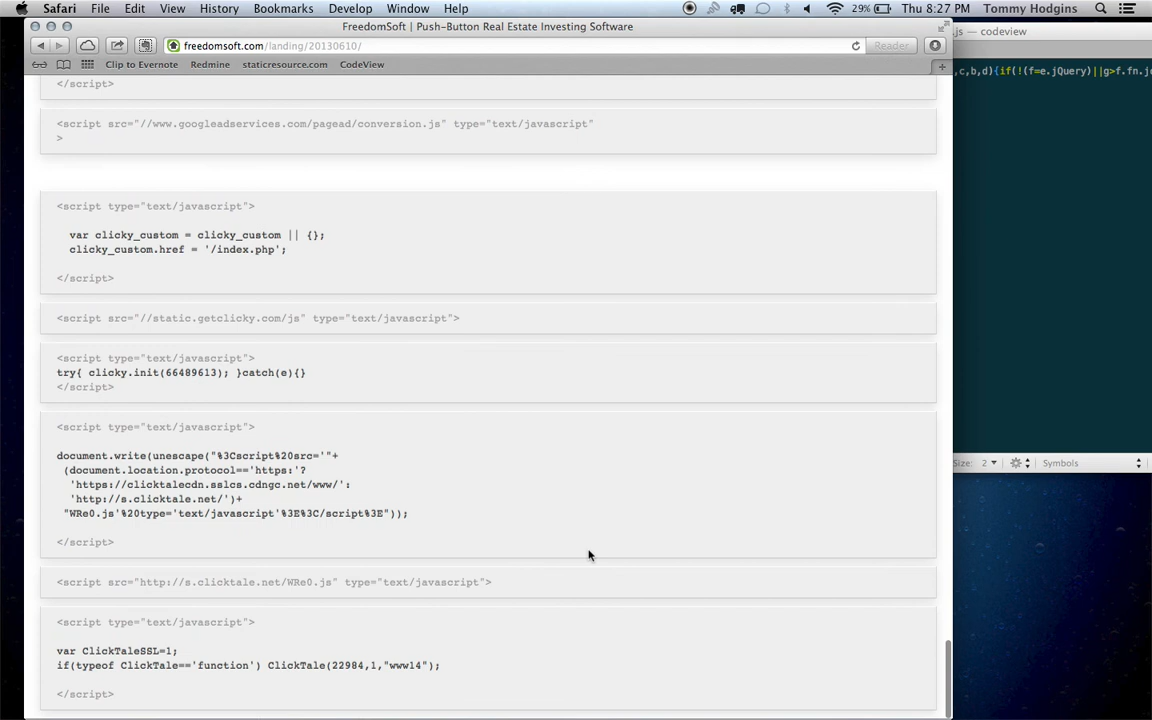 Safari File Edit View History Bookmarks Develop Window Help 29% Thu 8:27 PM Tommy Hodgins
FreedomSoft | Push-Button Real Estate Investing Software
.js — codeview
freedomsoft.com/landing/20130610/
Reader
Clip to Evernote Redmine staticresource.com CodeView
,c,b,d){if(!(f=e.jQuery)||g>f.fn.j
</script>
<script src="//www.googleadservices.com/pagead/conversion.js" type="text/javascript"
>
<script type="text/javascript">
var clicky_custom = clicky_custom || {};
clicky_custom.href = '/index.php';
</script>
<script src="//static.getclicky.com/js" type="text/javascript">
<script type="text/javascript">
try{ clicky.init(66489613); }catch(e){}
</script>
<script type="text/javascript">
document.write(unescape("%3Cscript%20src='"+
(document.location.protocol=='https:'?
'https://clicktalecdn.sslcs.cdngc.net/www/':
'http://s.clicktale.net/')+
"WRe0.js'%20type='text/javascript'%3E%3C/script%3E"));
</script>
<script src="http://s.clicktale.net/WRe0.js" type="text/javascript">
<script type="text/javascript">
var ClickTaleSSL=1;
if(typeof ClickTale=='function') ClickTale(22984,1,"www14");
</script>
Size: 2 Symbols